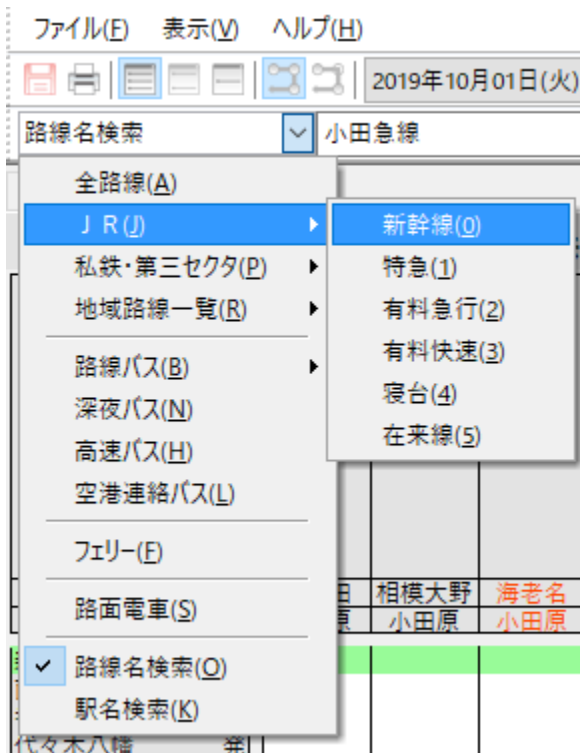 ファイル(F) 表示(V) ヘルプ(H)
2019年10月01日(火)
路線名検索 小田急線
全路線(A)
ＪＲ(J)
私鉄・第三セクタ(P)
地域路線一覧(R)
路線バス(B)
深夜バス(N)
高速バス(H)
空港連絡バス(L)
フェリー(F)
路面電車(S)
路線名検索(O)
駅名検索(K)
新幹線(0)
特急(1)
有料急行(2)
有料快速(3)
寝台(4)
在来線(5)
相模大野 海老名
小田原 小田原
代々木八幡 発